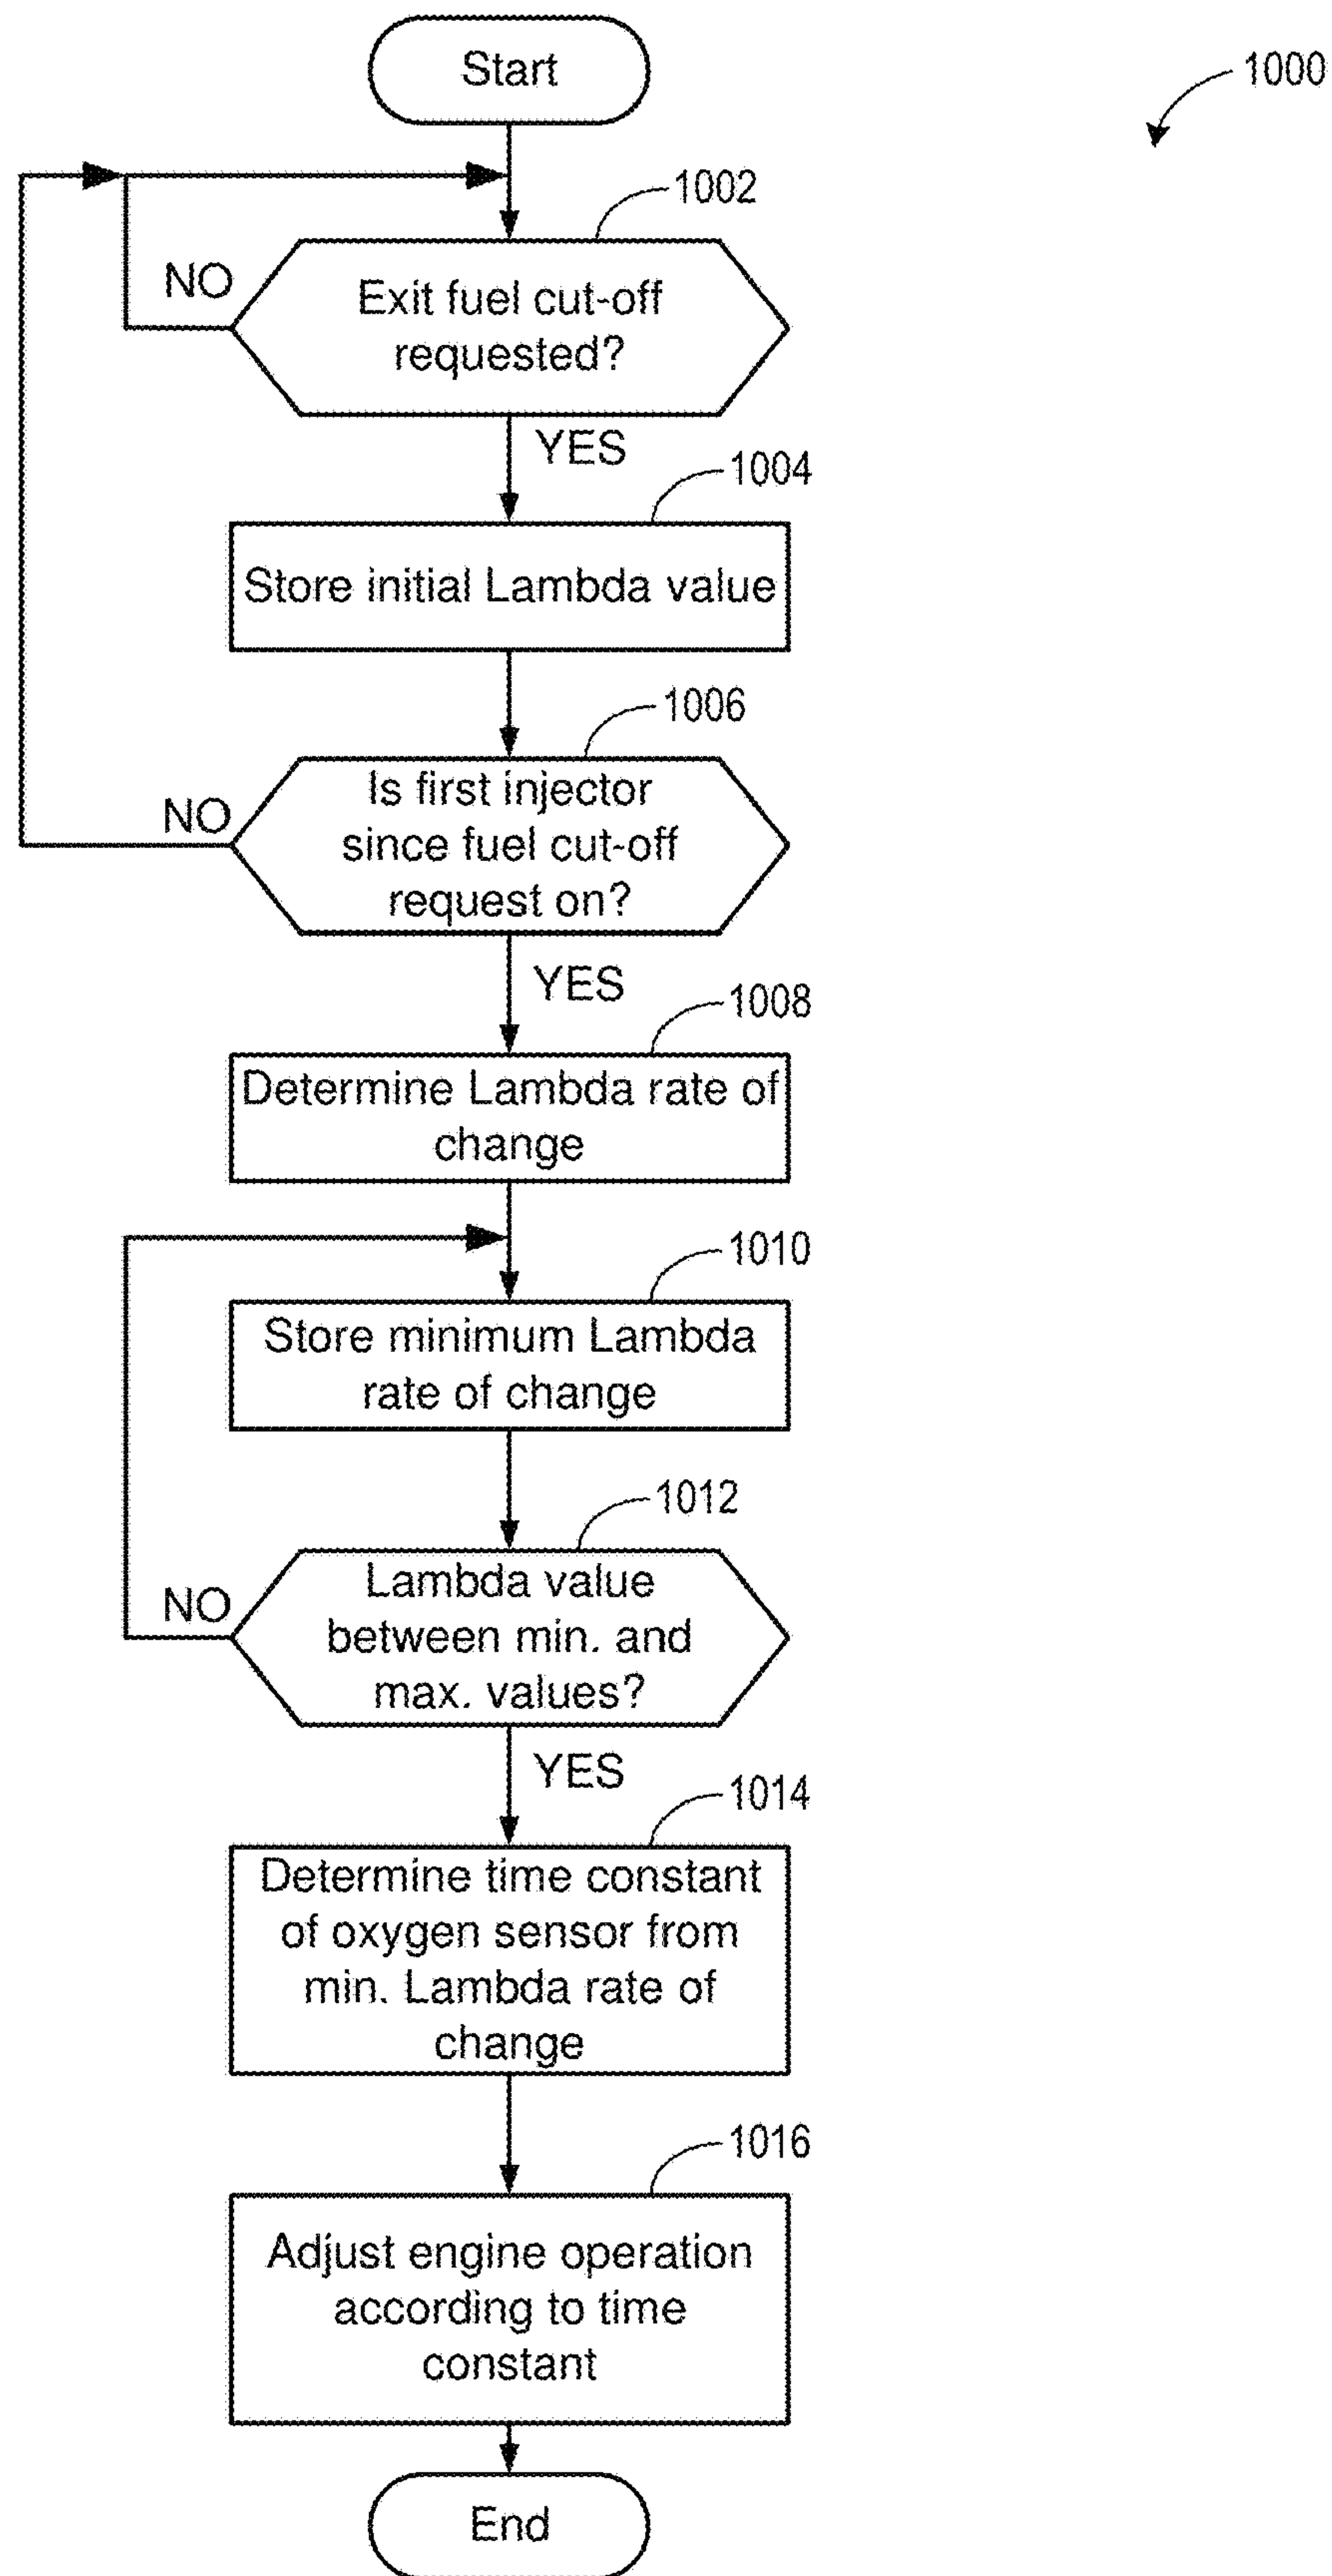 Start
1000
1002
NO
Exit fuel cut-off
requested?
YES
1004
Store initial Lambda value
1006
NO
Is first injector
since fuel cut-off
request on?
YES
1008
Determine Lambda rate of
change
1010
Store minimum Lambda
rate of change
1012
NO
Lambda value
between min. and
max. values?
YES
1014
Determine time constant
of oxygen sensor from
min. Lambda rate of
change
1016
Adjust engine operation
according to time
constant
End